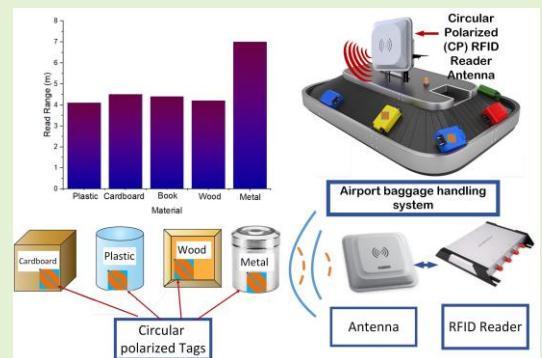 Read Range (m)
8
7
6
5
4
3
2
1
0
Plastic Cardboard Book Wood Metal
Material
Circular
Polarized
(CP) RFID
Reader
Antenna
Airport baggage handling
system
Cardboard
Plastic
Wood
Metal
Circular
polarized Tags
Antenna
RFID Reader